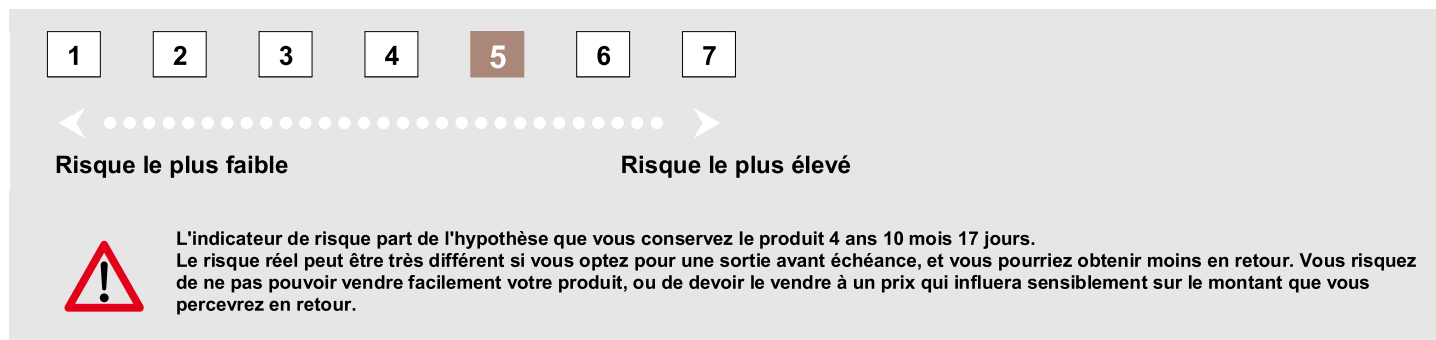 1 2 3 4 5 6 7
Risque le plus faible Risque le plus élevé
L'indicateur de risque part de l'hypothèse que vous conservez le produit 4 ans 10 mois 17 jours.
Le risque réel peut être très différent si vous optez pour une sortie avant échéance, et vous pourriez obtenir moins en retour. Vous risquez
de ne pas pouvoir vendre facilement votre produit, ou de devoir le vendre à un prix qui influera sensiblement sur le montant que vous
percevrez en retour.